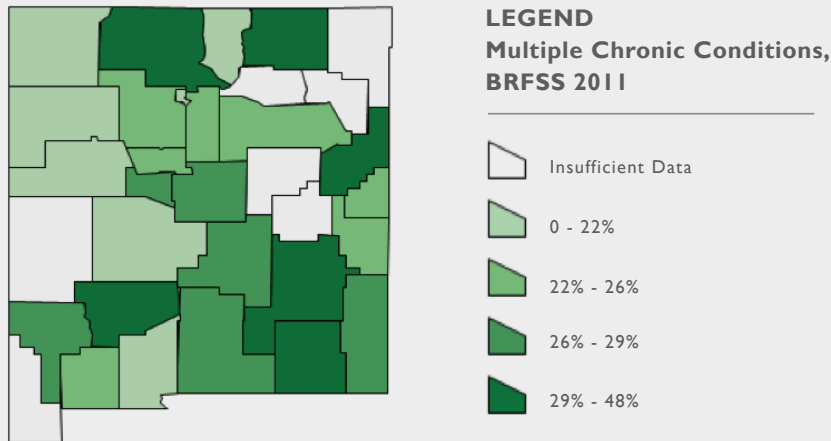 LEGEND
Multiple Chronic Conditions,
BRFSS 2011
Insufficient Data
0 - 22%
22% - 26%
26% - 29%
29% - 48%